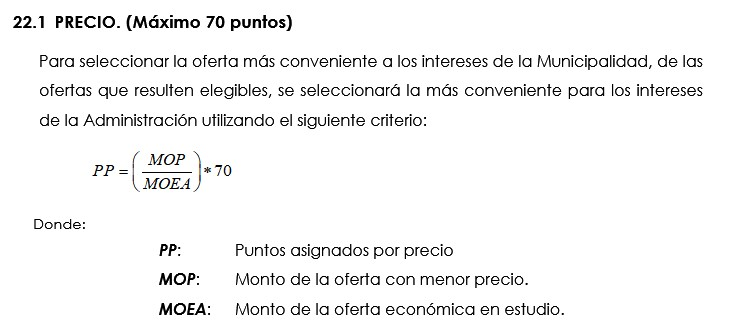 22.1 PRECIO. (Máximo 70 puntos)
Para seleccionar la oferta más conveniente a los intereses de la Municipalidad, de las
ofertas que resulten elegibles, se seleccionará la más conveniente para los intereses
de la Administración utilizando el siguiente criterio:
PP = (MOP / MOEA) * 70
Donde:
PP: Puntos asignados por precio
MOP: Monto de la oferta con menor precio.
MOEA: Monto de la oferta económica en estudio.